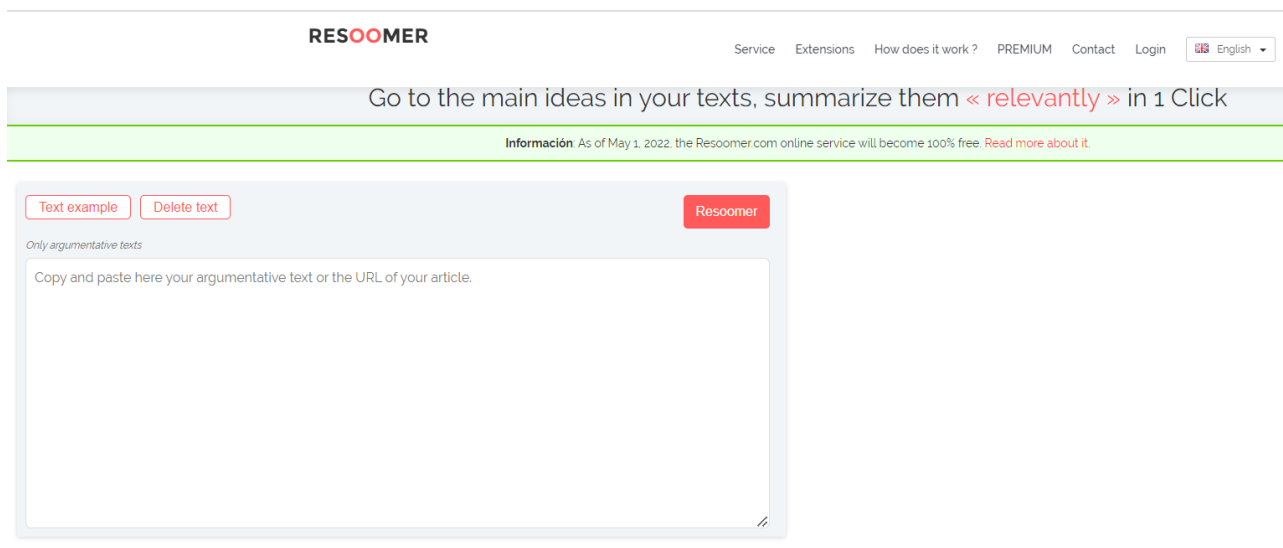 RESOOMER
Service Extensions How does it work ? PREMIUM Contact Login English
Go to the main ideas in your texts, summarize them « relevantly » in 1 Click
Información: As of May 1, 2022, the Resoomer.com online service will become 100% free. Read more about it.
Text example Delete text Resoomer
Only argumentative texts
Copy and paste here your argumentative text or the URL of your article.